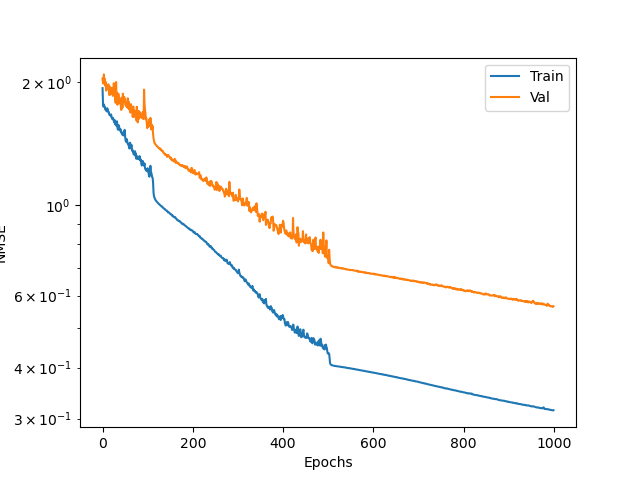 Train
Val
2 × 10⁰
10⁰
6 × 10⁻¹
4 × 10⁻¹
3 × 10⁻¹
NMSE
0 200 400 600 800 1000
Epochs